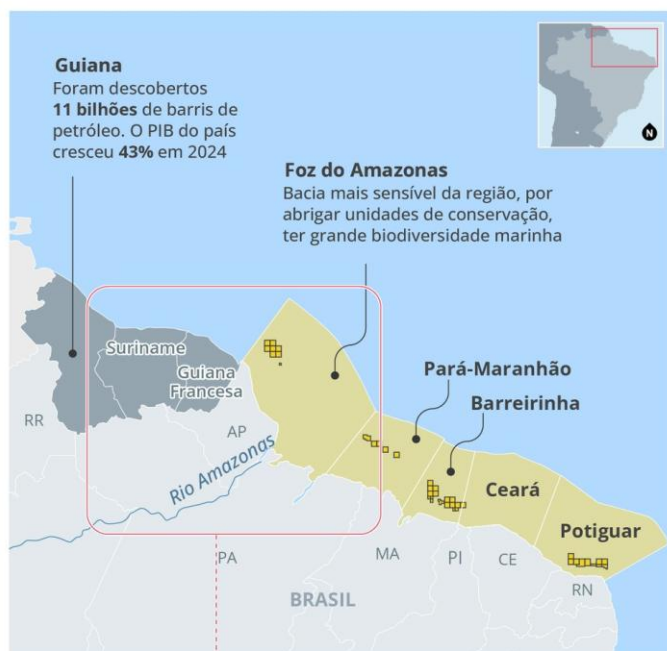 Guiana
Foram descobertos
11 bilhões de barris de
petróleo. O PIB do país
cresceu 43% em 2024
N
Foz do Amazonas
Bacia mais sensível da região, por
abrigar unidades de conservação,
ter grande biodiversidade marinha
Suriname
Guiana
Francesa
Pará-Maranhão
Barreirinha
RR
AP
Rio Amazonas
Ceará
Potiguar
PA
MA
PI
CE
RN
BRASIL